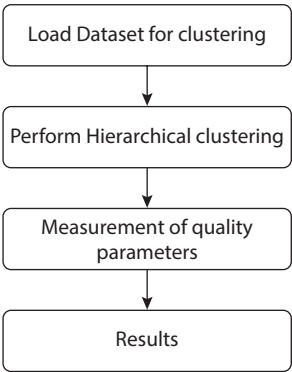 Load Dataset for clustering
Perform Hierarchical clustering
Measurement of quality
parameters
Results